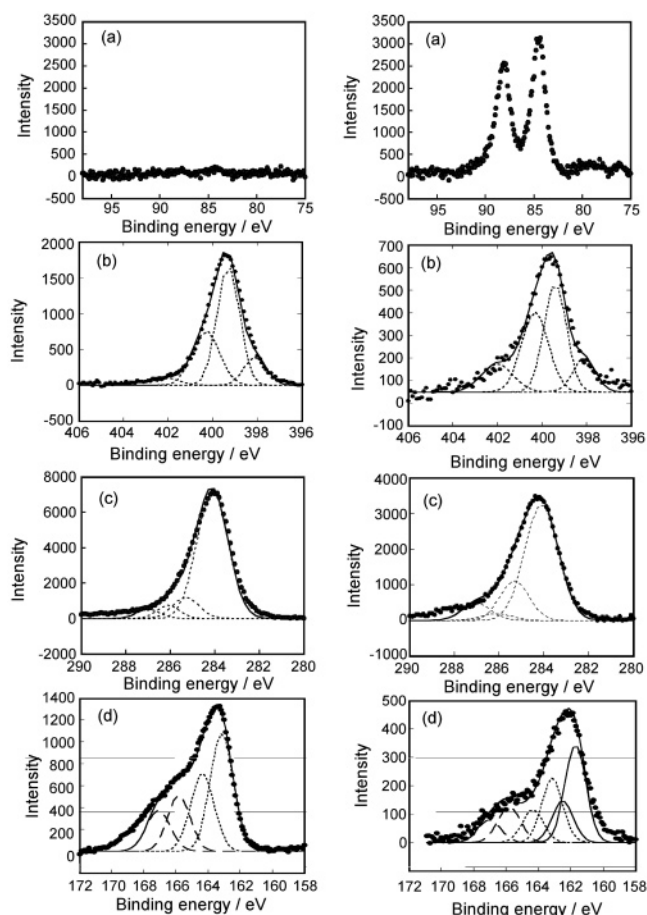 (a)
Intensity
3500
3000
2500
2000
1500
1000
500
0
-500
95 90 85 80 75
Binding energy / eV
(a)
Intensity
3500
3000
2500
2000
1500
1000
500
0
-500
95 90 85 80 75
Binding energy / eV
(b)
Intensity
2000
1500
1000
500
0
-500
406 404 402 400 398 396
Binding energy / eV
(b)
Intensity
700
600
500
400
300
200
100
0
-100
406 404 402 400 398 396
Binding energy / eV
(c)
Intensity
8000
6000
4000
2000
0
290 288 286 284 282 280
Binding energy / eV
(c)
Intensity
4000
3000
2000
1000
0
-1000
290 288 286 284 282 280
Binding energy / eV
(d)
Intensity
1400
1200
1000
800
600
400
200
0
172 170 168 166 164 162 160 158
Binding energy / eV
(d)
Intensity
500
400
300
200
100
0
-100
172 170 168 166 164 162 160 158
Binding energy / eV